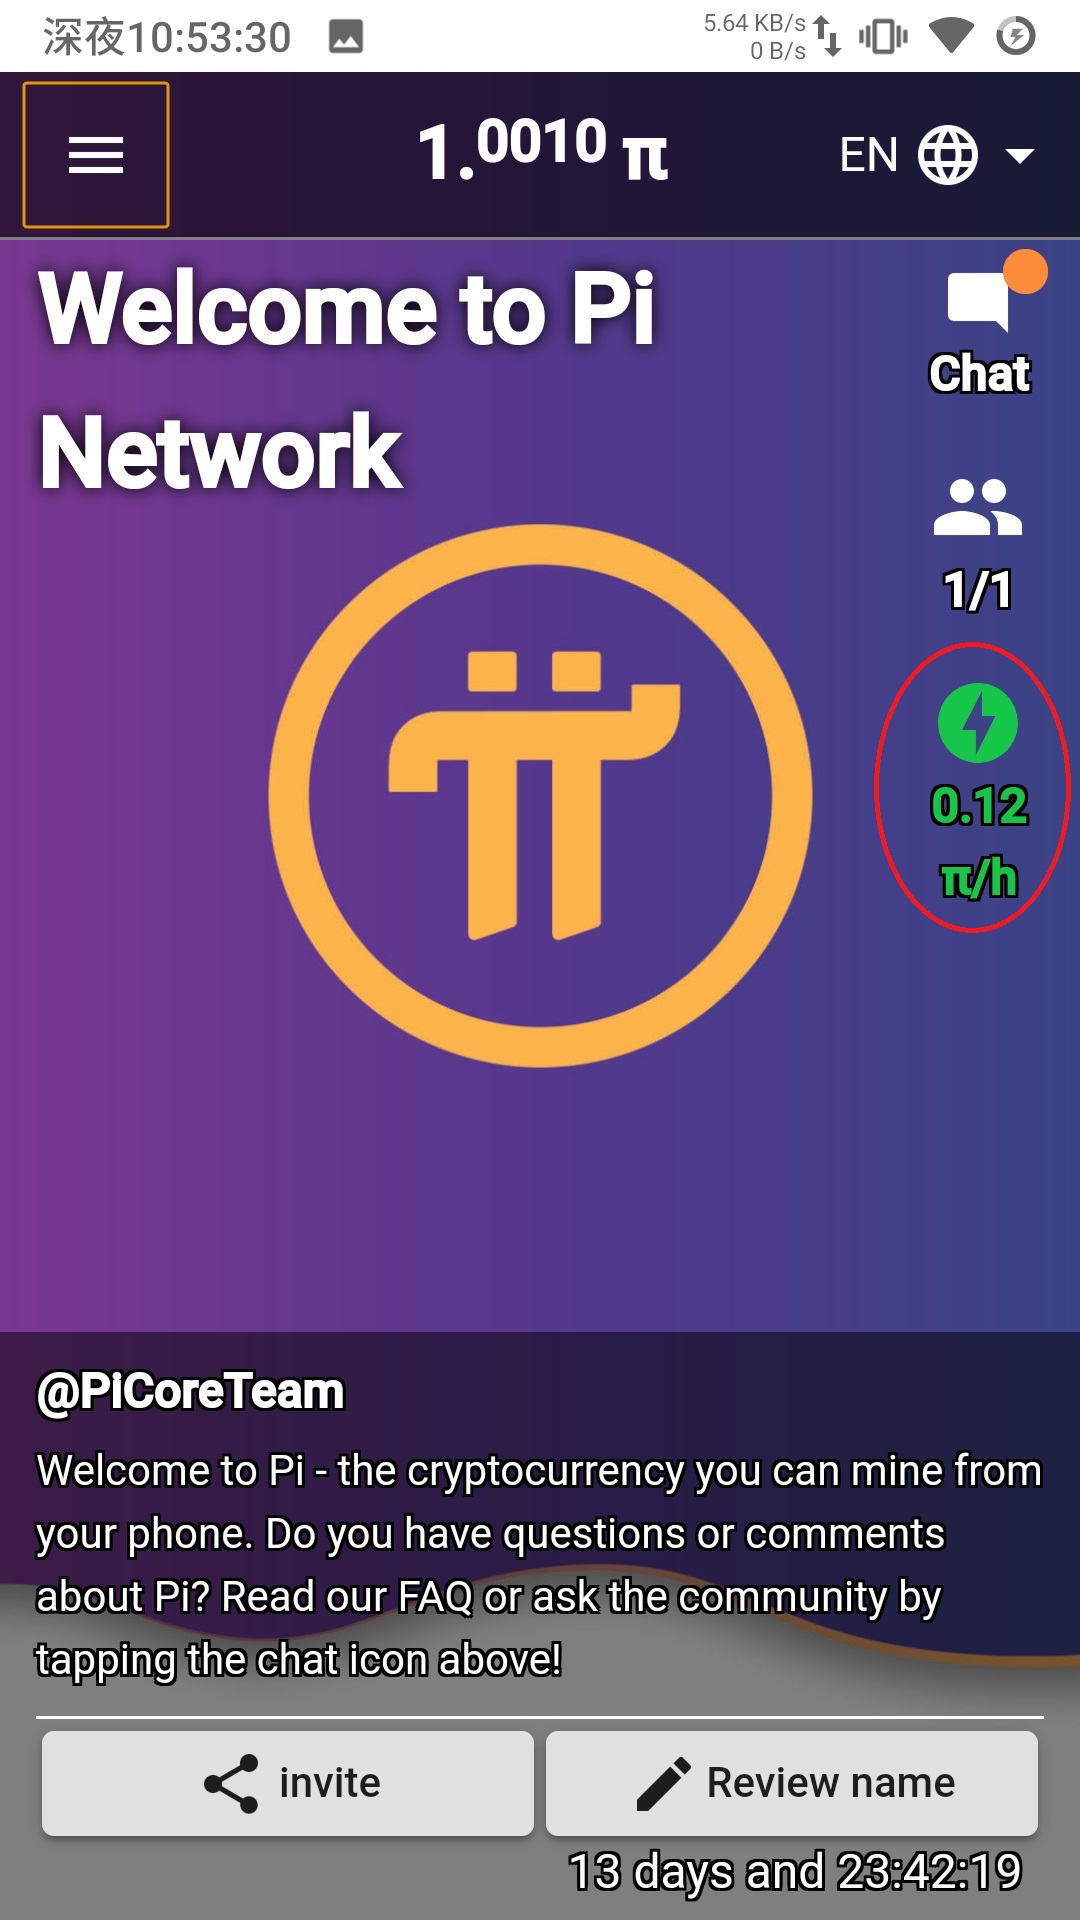 深夜10:53:30
5.64 KB/s
0 B/s
1.0010 π
EN
Welcome to Pi
Network
Chat
1/1
0.12
π/h
@PiCoreTeam
Welcome to Pi - the cryptocurrency you can mine from
your phone. Do you have questions or comments
about Pi? Read our FAQ or ask the community by
tapping the chat icon above!
invite
Review name
13 days and 23:42:19